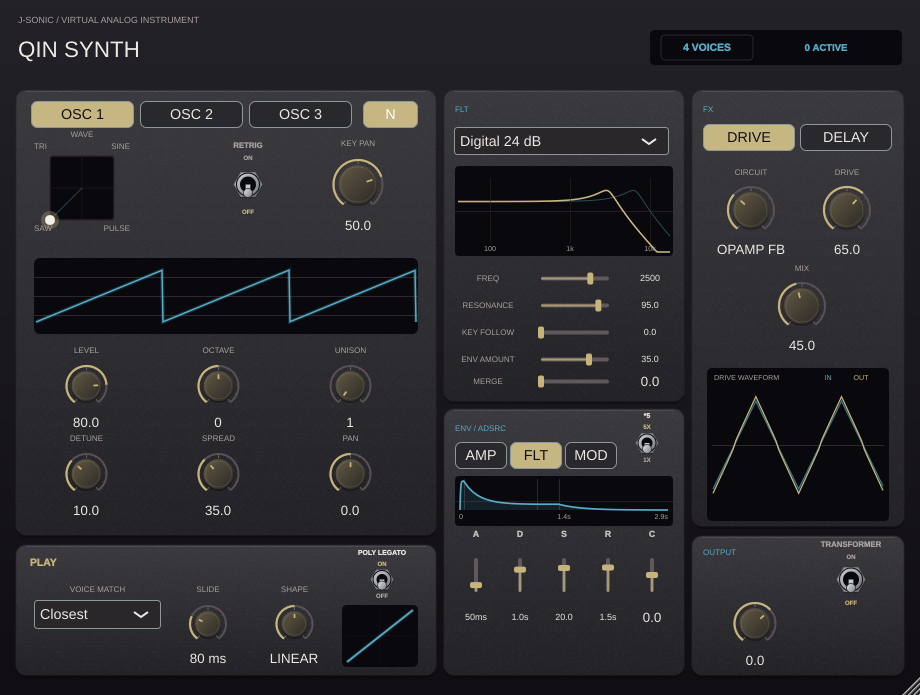 J-SONIC / VIRTUAL ANALOG INSTRUMENT
QIN SYNTH
4 VOICES 0 ACTIVE
OSC 1 OSC 2 OSC 3 N
WAVE
TRI SINE
SAW PULSE
RETRIG
ON
OFF
KEY PAN
50.0
LEVEL OCTAVE UNISON
80.0 0 1
DETUNE SPREAD PAN
10.0 35.0 0.0
PLAY
VOICE MATCH
Closest
SLIDE
80 ms
SHAPE
LINEAR
POLY LEGATO
ON
OFF
FLT
Digital 24 dB
100 1k 10k
FREQ 2500
RESONANCE 95.0
KEY FOLLOW 0.0
ENV AMOUNT 35.0
MERGE 0.0
ENV / ADSRC
*5
5X
1X
AMP FLT MOD
0 1.4s 2.9s
A D S R C
50ms 1.0s 20.0 1.5s 0.0
FX
DRIVE DELAY
CIRCUIT DRIVE
OPAMP FB 65.0
MIX
45.0
DRIVE WAVEFORM IN OUT
OUTPUT
TRANSFORMER
ON
OFF
0.0